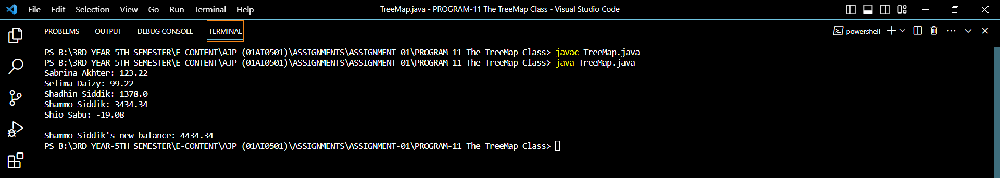 File Edit Selection View Go Run Terminal Help TreeMap.java - PROGRAM-11 The TreeMap Class - Visual Studio Code
PROBLEMS OUTPUT DEBUG CONSOLE TERMINAL powershell
PS B:\3RD YEAR-5TH SEMESTER\E-CONTENT\AJP (01AI0501)\ASSIGNMENTS\ASSIGNMENT-01\PROGRAM-11 The TreeMap Class> javac TreeMap.java
PS B:\3RD YEAR-5TH SEMESTER\E-CONTENT\AJP (01AI0501)\ASSIGNMENTS\ASSIGNMENT-01\PROGRAM-11 The TreeMap Class> java TreeMap.java
Sabrina Akhter: 123.22
Selima Daizy: 99.22
Shadhin Siddik: 1378.0
Shammo Siddik: 3434.34
Shio Sabu: -19.08
Shammo Siddik's new balance: 4434.34
PS B:\3RD YEAR-5TH SEMESTER\E-CONTENT\AJP (01AI0501)\ASSIGNMENTS\ASSIGNMENT-01\PROGRAM-11 The TreeMap Class>